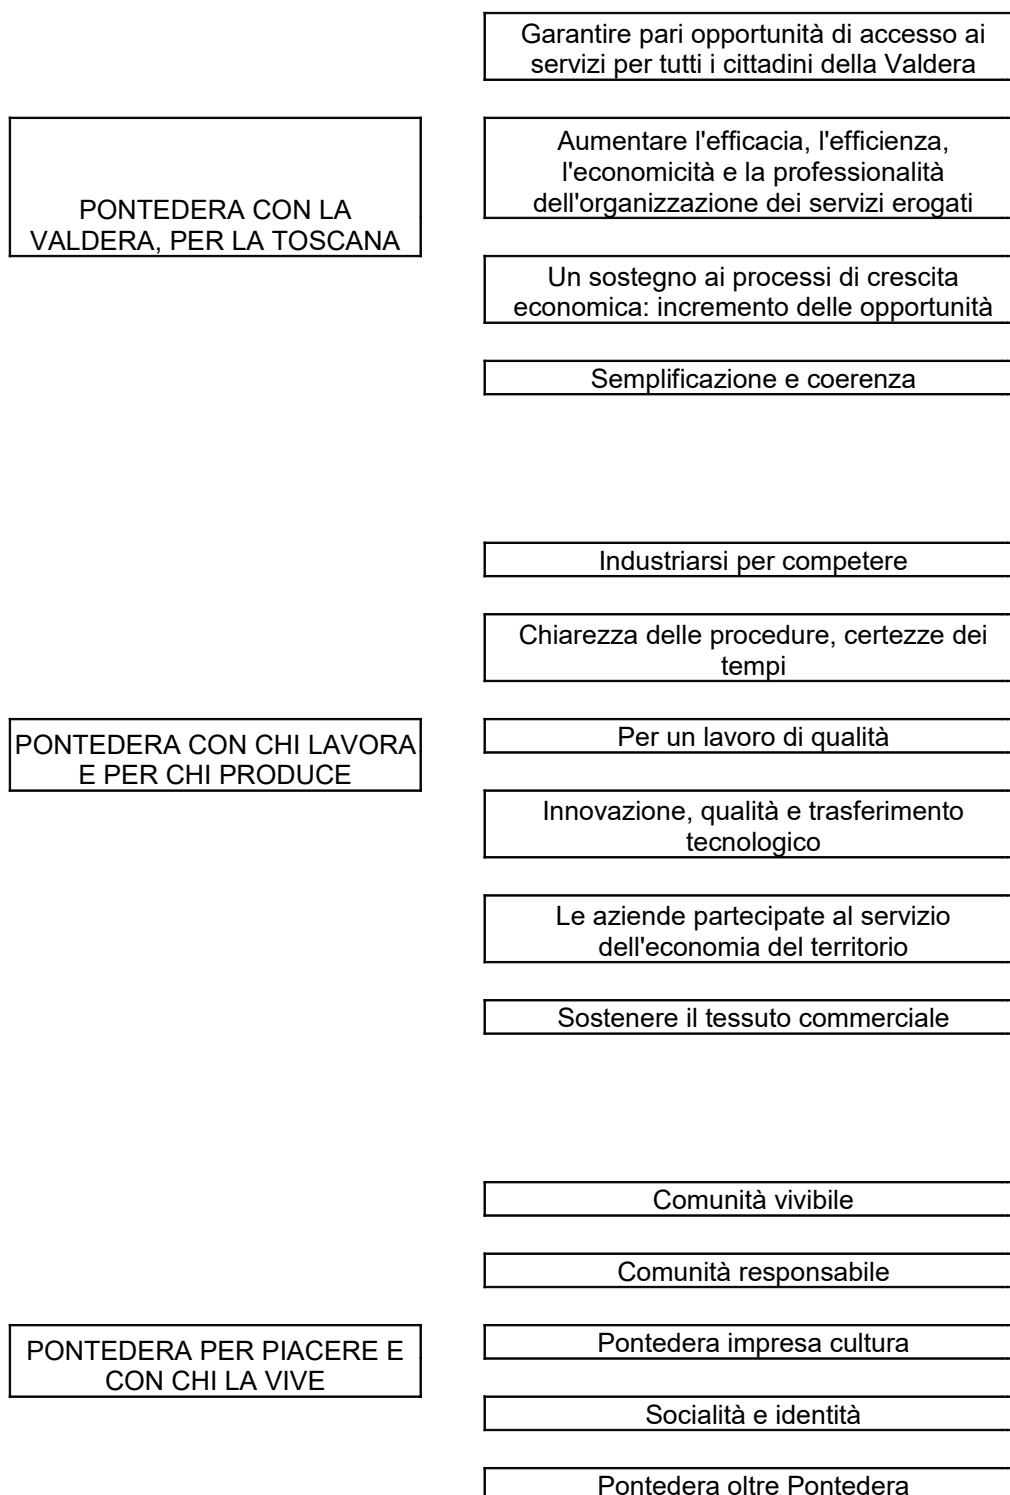 Garantire pari opportunità di accesso ai
servizi per tutti i cittadini della Valdera
PONTEDERA CON LA
VALDERA, PER LA TOSCANA
Aumentare l'efficacia, l'efficienza,
l'economicità e la professionalità
dell'organizzazione dei servizi erogati
Un sostegno ai processi di crescita
economica: incremento delle opportunità
Semplificazione e coerenza
Industriarsi per competere
Chiarezza delle procedure, certezze dei
tempi
PONTEDERA CON CHI LAVORA
E PER CHI PRODUCE
Per un lavoro di qualità
Innovazione, qualità e trasferimento
tecnologico
Le aziende partecipate al servizio
dell'economia del territorio
Sostenere il tessuto commerciale
Comunità vivibile
Comunità responsabile
PONTEDERA PER PIACERE E
CON CHI LA VIVE
Pontedera impresa cultura
Socialità e identità
Pontedera oltre Pontedera